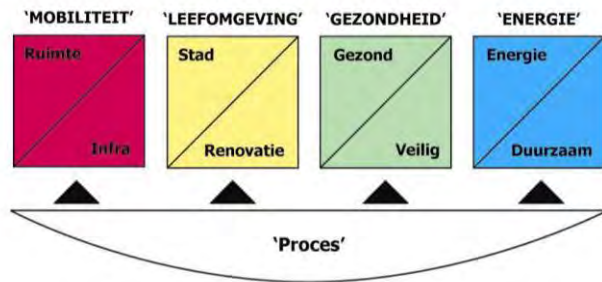 ‘MOBILITEIT’ ‘LEEFOMGEVING’ ‘GEZONDHEID’ ‘ENERGIE’
Ruimte Stad Gezond Energie
Infra Renovatie Veilig Duurzaam
‘Proces’